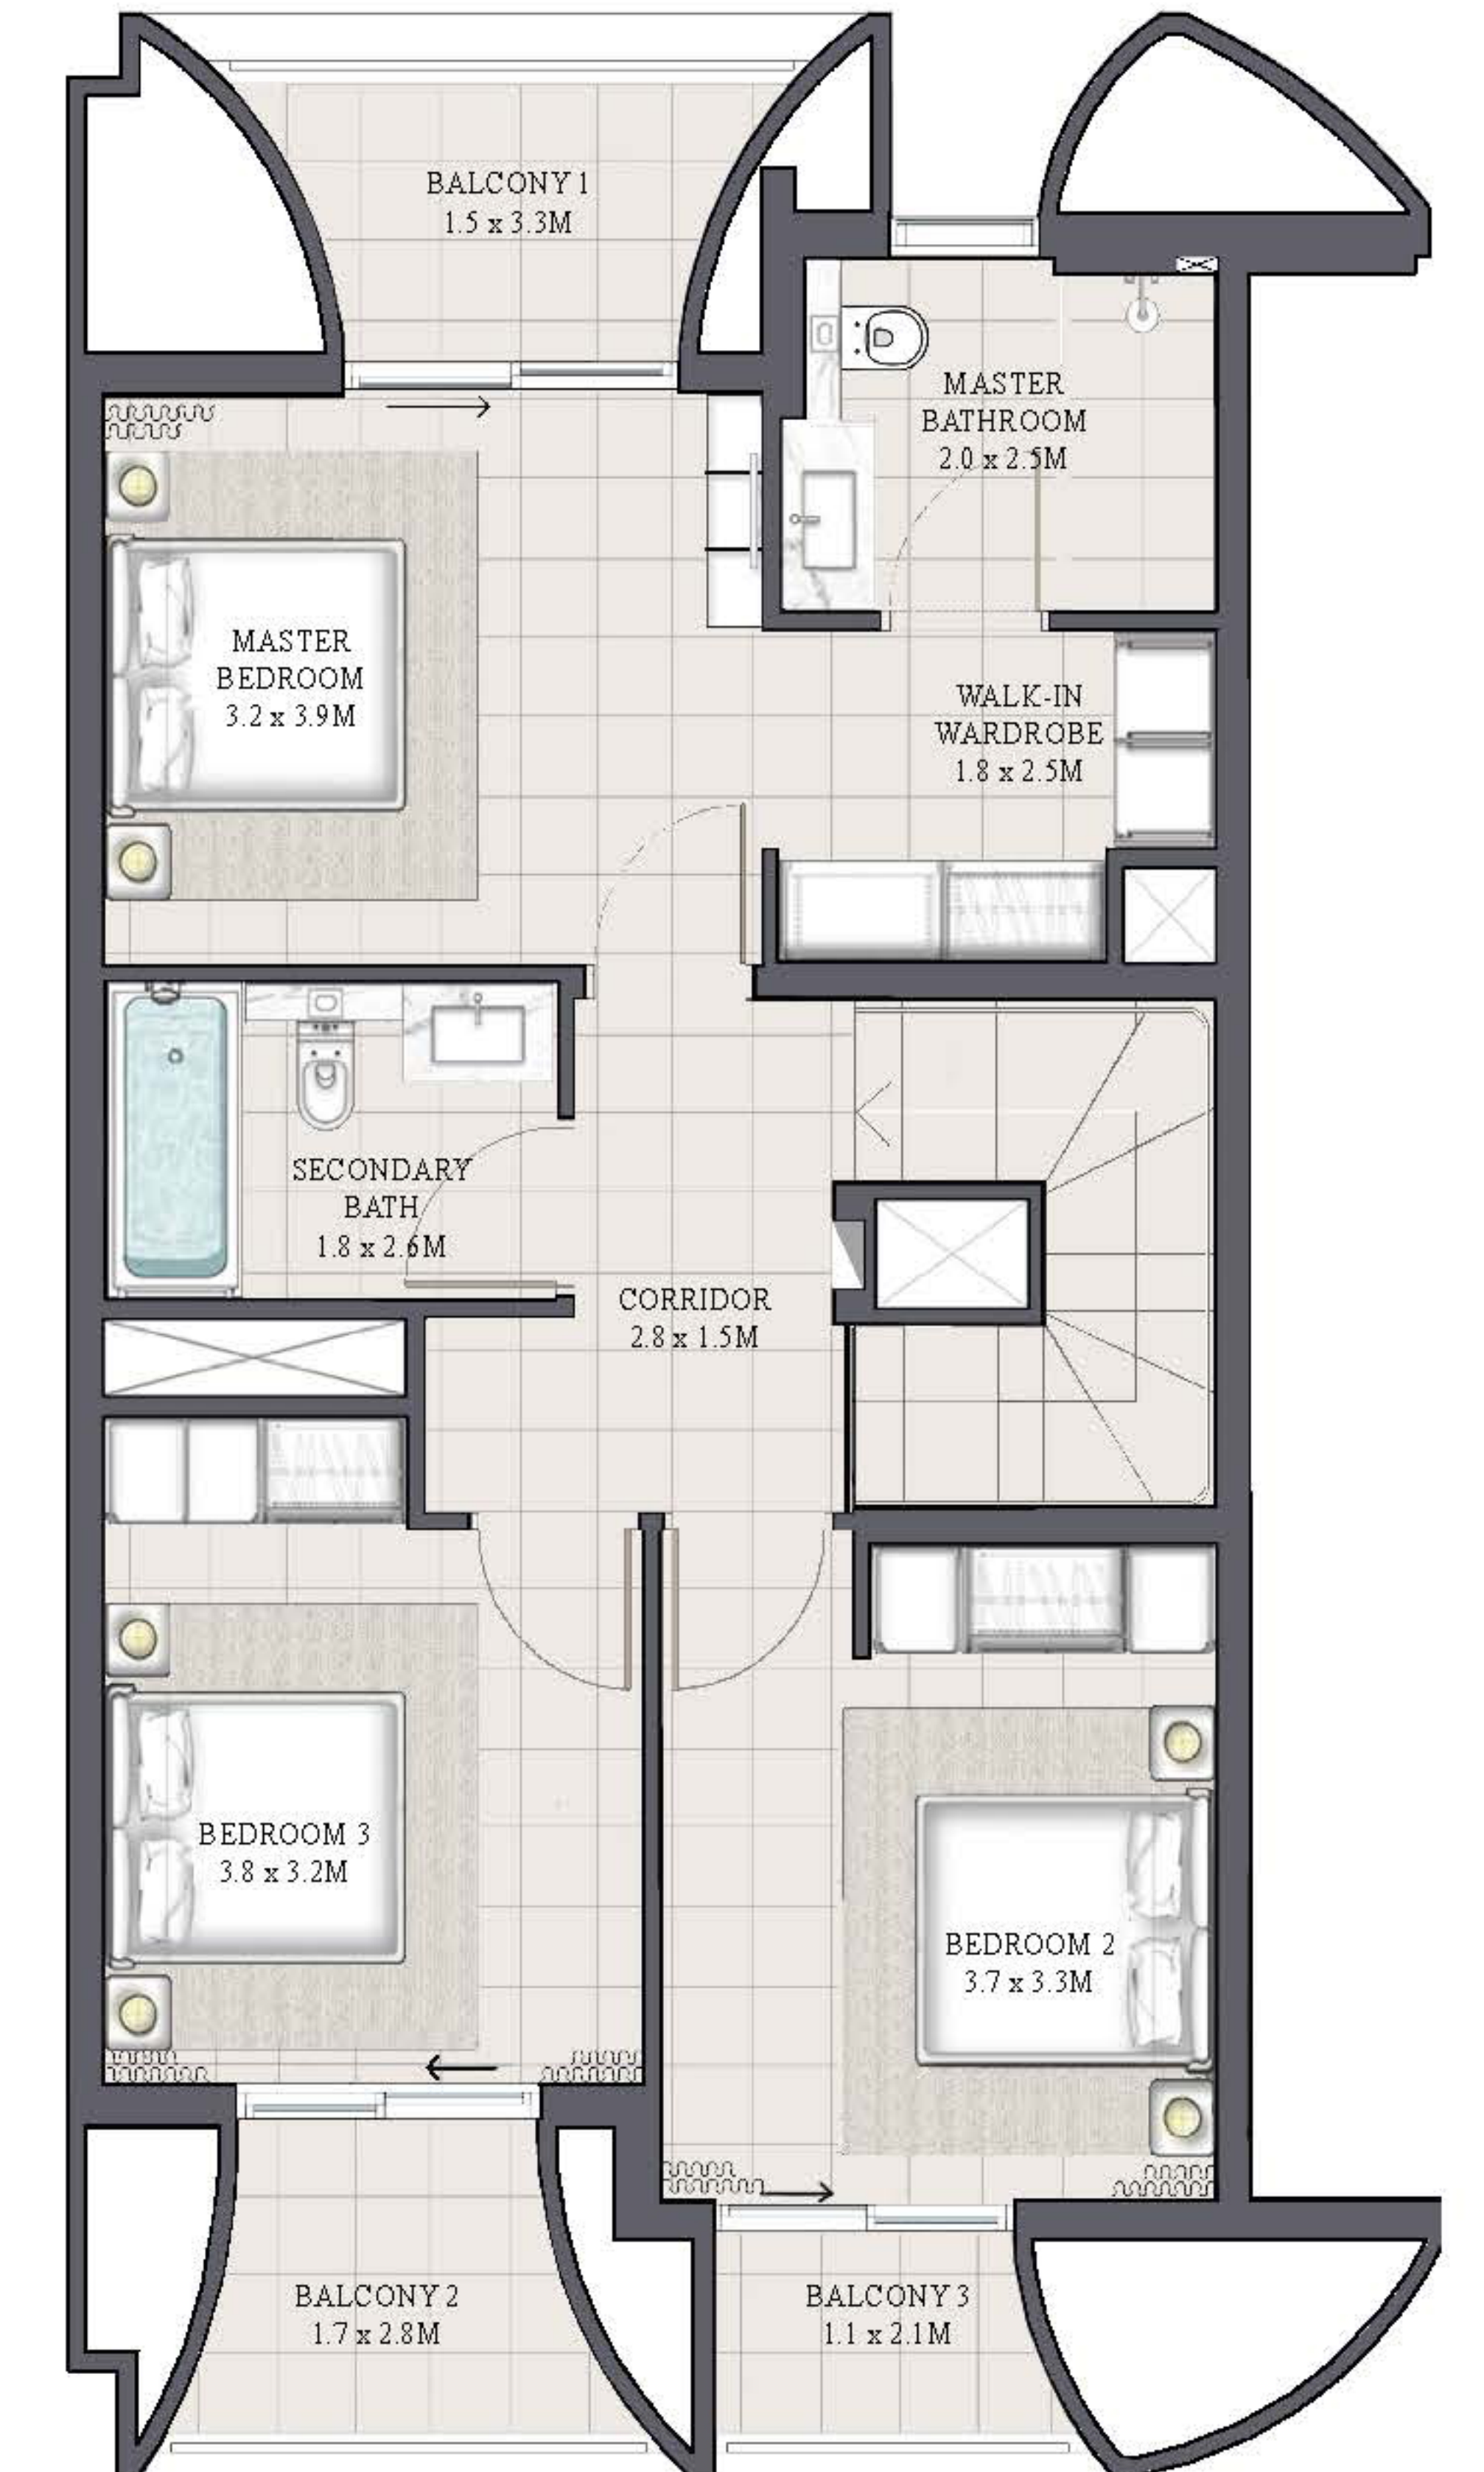 BALCONY 1
1.5 x 3.3M
MASTER
BATHROOM
2.0 x 2.5M
MASTER
BEDROOM
3.2 x 3.9M
WALK-IN
WARDROBE
1.8 x 2.5M
SECONDARY
BATH
1.8 x 2.6M
CORRIDOR
2.8 x 1.5M
BEDROOM 3
3.8 x 3.2M
BEDROOM 2
3.7 x 3.3M
BALCONY 2
1.7 x 2.8M
BALCONY 3
1.1 x 2.1M